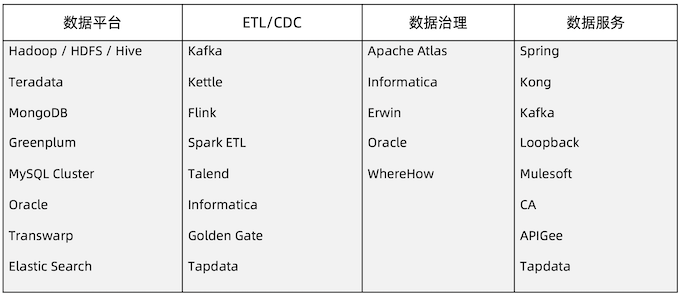 数据平台 ETL/CDC 数据治理 数据服务
Hadoop / HDFS / Hive Kafka Apache Atlas Spring
Teradata Kettle Informatica Kong
MongoDB Flink Erwin Kafka
Greenplum Spark ETL Oracle Loopback
MySQL Cluster Talend WhereHow Mulesoft
Oracle Informatica CA
Transwarp Golden Gate APIGee
Elastic Search Tapdata Tapdata